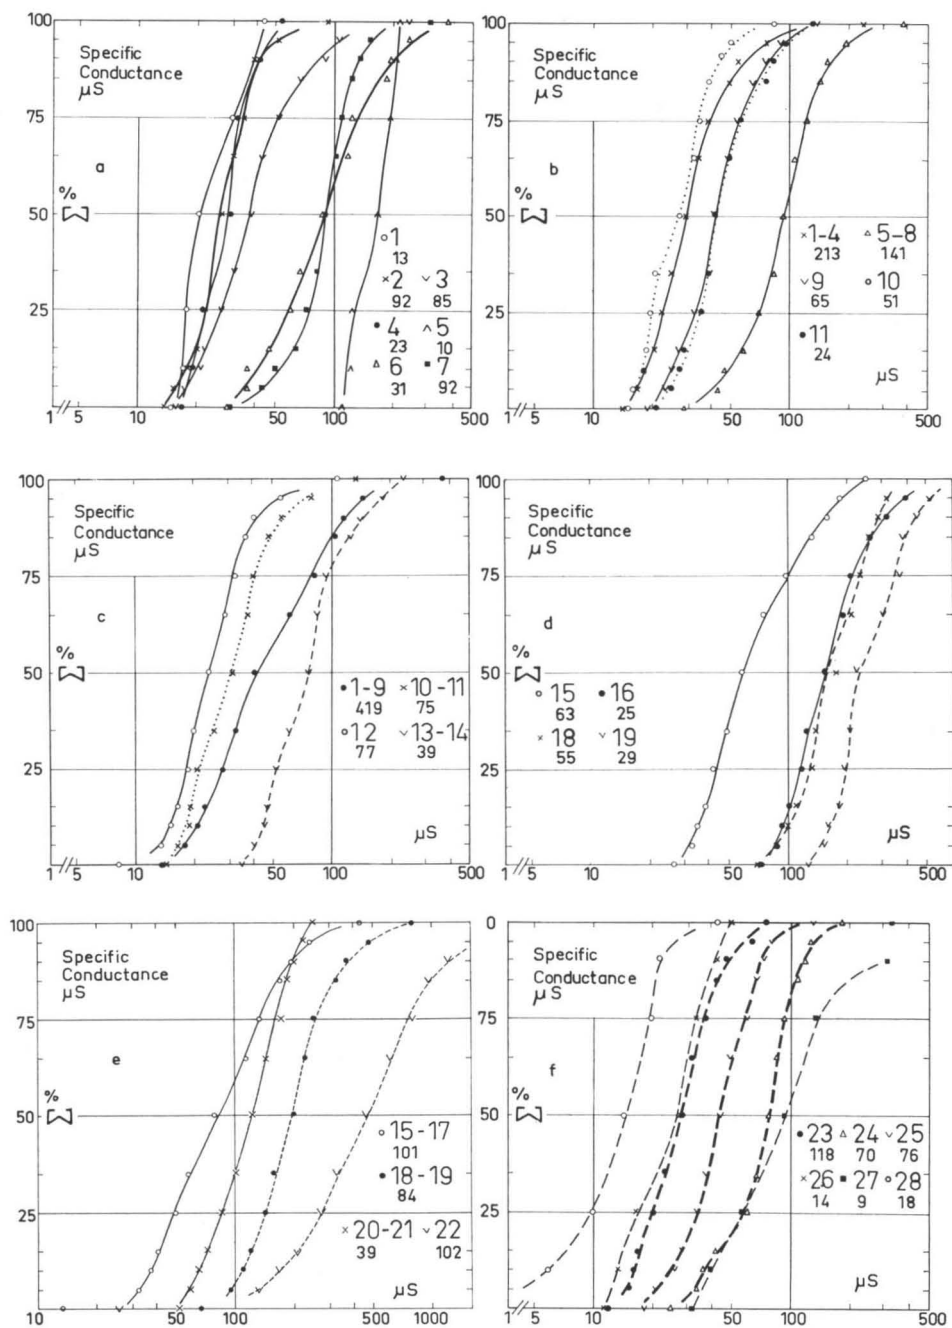 100
Specific
Conductance
µS
75
a
%
Σ
50
25
1 5 10 50 100 500
○ 1
13
× 2 ∨ 3
92 85
● 4 ∧ 5
23 10
△ 6 ■ 7
31 92
100
Specific
Conductance
µS
75
b
%
Σ
50
25
× 1-4 △ 5-8
213 141
∨ 9 ○ 10
65 51
● 11
24
µS
1 5 10 50 100 500
100
Specific
Conductance
µS
75
c
%
Σ
50
25
● 1-9 × 10-11
419 75
○ 12 ∨ 13-14
77 39
µS
1 5 10 50 100 500
100
Specific
Conductance
µS
75
d
%
Σ
50
25
○ 15 ● 16
63 25
× 18 ∨ 19
55 29
µS
1 5 10 50 100 500
100
Specific
Conductance
µS
75
e
%
Σ
50
25
○ 15-17
101
● 18-19
84
× 20-21 ∨ 22
39 102
µS
10 50 100 500 1000
0
Specific
Conductance
µS
75
f
%
Σ
50
25
● 23 △ 24 ∨ 25
118 70 76
× 26 ■ 27 ○ 28
14 9 18
µS
1 5 10 50 100 500